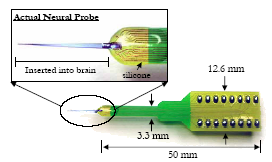 Actual Neural Probe
Inserted into brain
silicone
12.6 mm
3.3 mm
50 mm